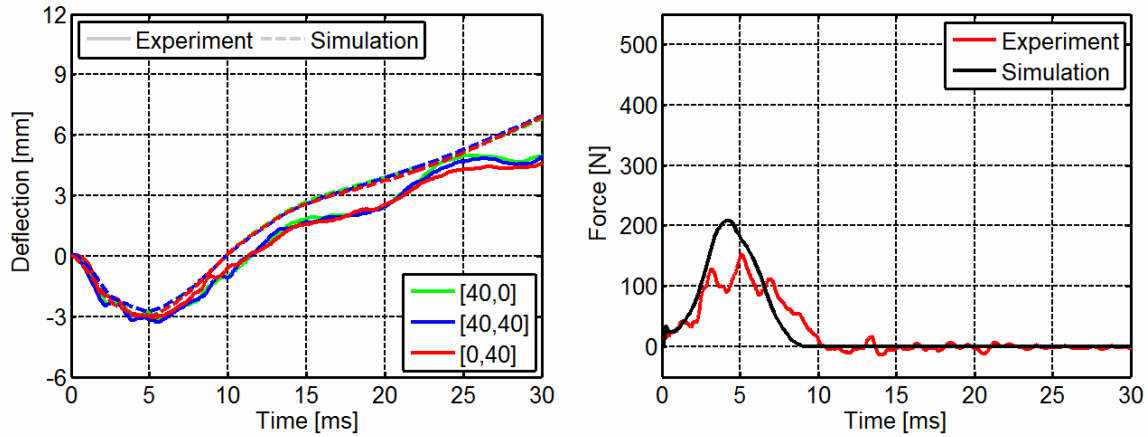 Experiment Simulation
Deflection [mm]
12
9
6
3
0
-3
-6
[40,0]
[40,40]
[0,40]
0 5 10 15 20 25 30
Time [ms]
Experiment
Simulation
Force [N]
500
400
300
200
100
0
0 5 10 15 20 25 30
Time [ms]